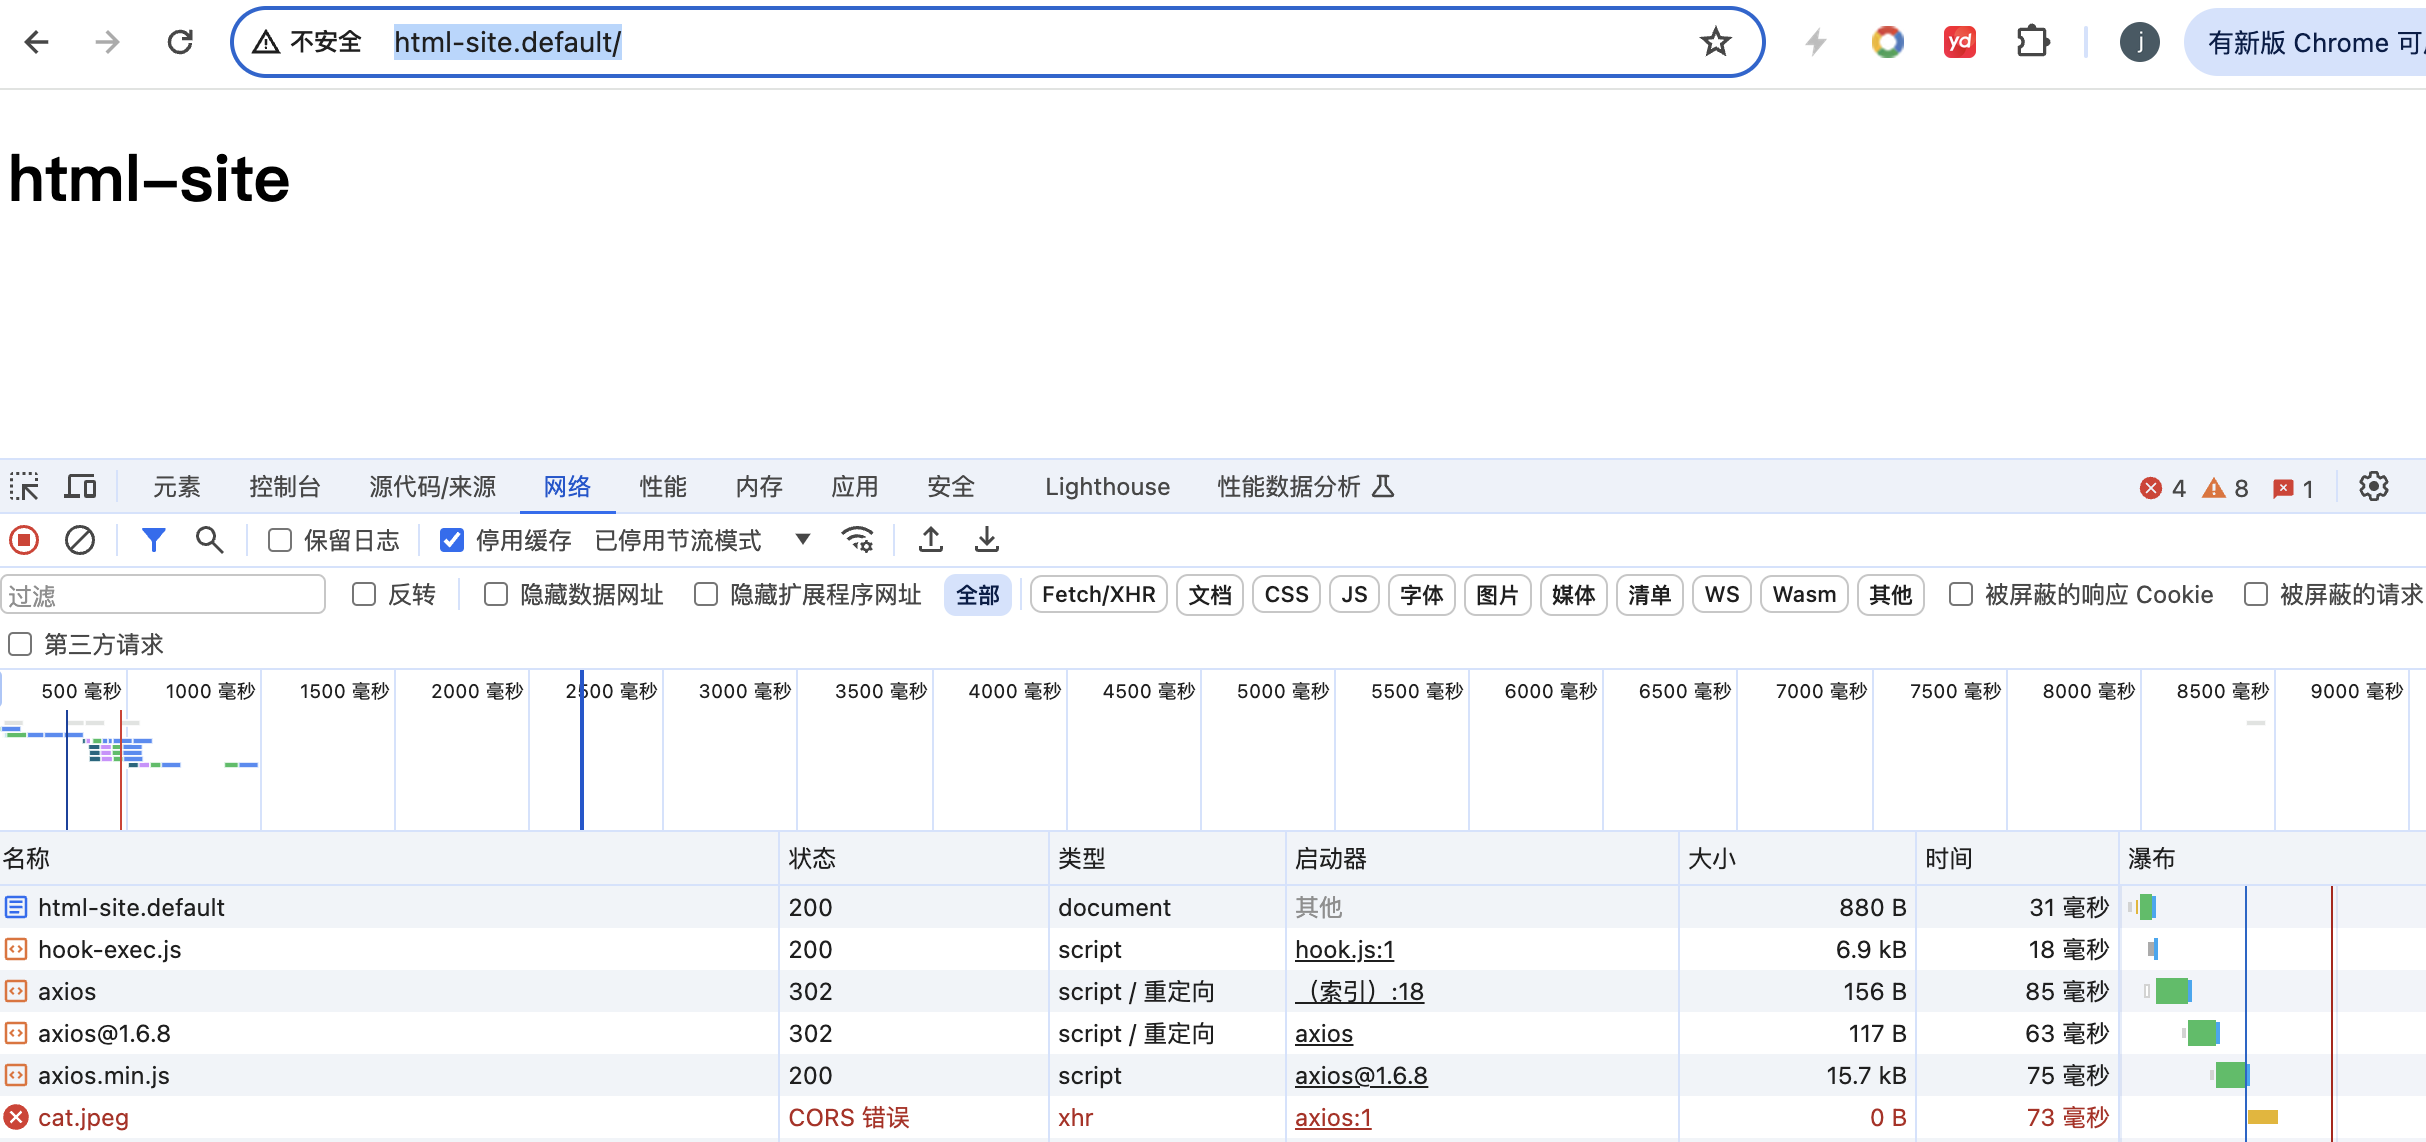 不安全 html-site.default/ yd j 有新版 Chrome 可
html-site
元素 控制台 源代码/来源 网络 性能 内存 应用 安全 Lighthouse 性能数据分析 4 8 1
保留日志 停用缓存 已停用节流模式
过滤 反转 隐藏数据网址 隐藏扩展程序网址 全部 Fetch/XHR 文档 CSS JS 字体 图片 媒体 清单 WS Wasm 其他 被屏蔽的响应 Cookie 被屏蔽的请求
第三方请求
500 毫秒 1000 毫秒 1500 毫秒 2000 毫秒 2500 毫秒 3000 毫秒 3500 毫秒 4000 毫秒 4500 毫秒 5000 毫秒 5500 毫秒 6000 毫秒 6500 毫秒 7000 毫秒 7500 毫秒 8000 毫秒 8500 毫秒 9000 毫秒
名称 状态 类型 启动器 大小 时间 瀑布
html-site.default 200 document 其他 880 B 31 毫秒
hook-exec.js 200 script hook.js:1 6.9 kB 18 毫秒
axios 302 script / 重定向 （索引）:18 156 B 85 毫秒
axios@1.6.8 302 script / 重定向 axios 117 B 63 毫秒
axios.min.js 200 script axios@1.6.8 15.7 kB 75 毫秒
cat.jpeg CORS 错误 xhr axios:1 0 B 73 毫秒